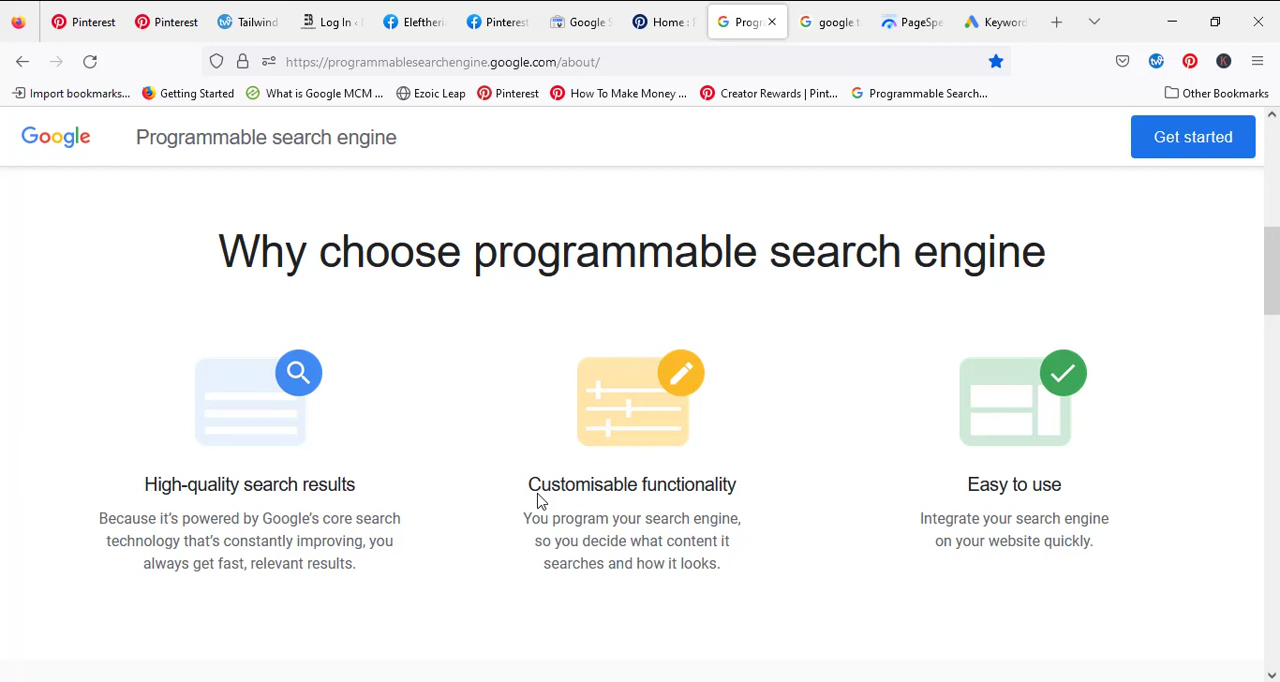 Pinterest Pinterest Tailwind Log In Eleftheri Pinterest Google S Home : Prog google t PageSpe Keyword
https://programmablesearchengine.google.com/about/
Import bookmarks... Getting Started What is Google MCM ... Ezoic Leap Pinterest How To Make Money ... Creator Rewards | Pint... Programmable Search... Other Bookmarks
Google Programmable search engine Get started
Why choose programmable search engine
High-quality search results
Because it's powered by Google's core search
technology that's constantly improving, you
always get fast, relevant results.
Customisable functionality
You program your search engine,
so you decide what content it
searches and how it looks.
Easy to use
Integrate your search engine
on your website quickly.